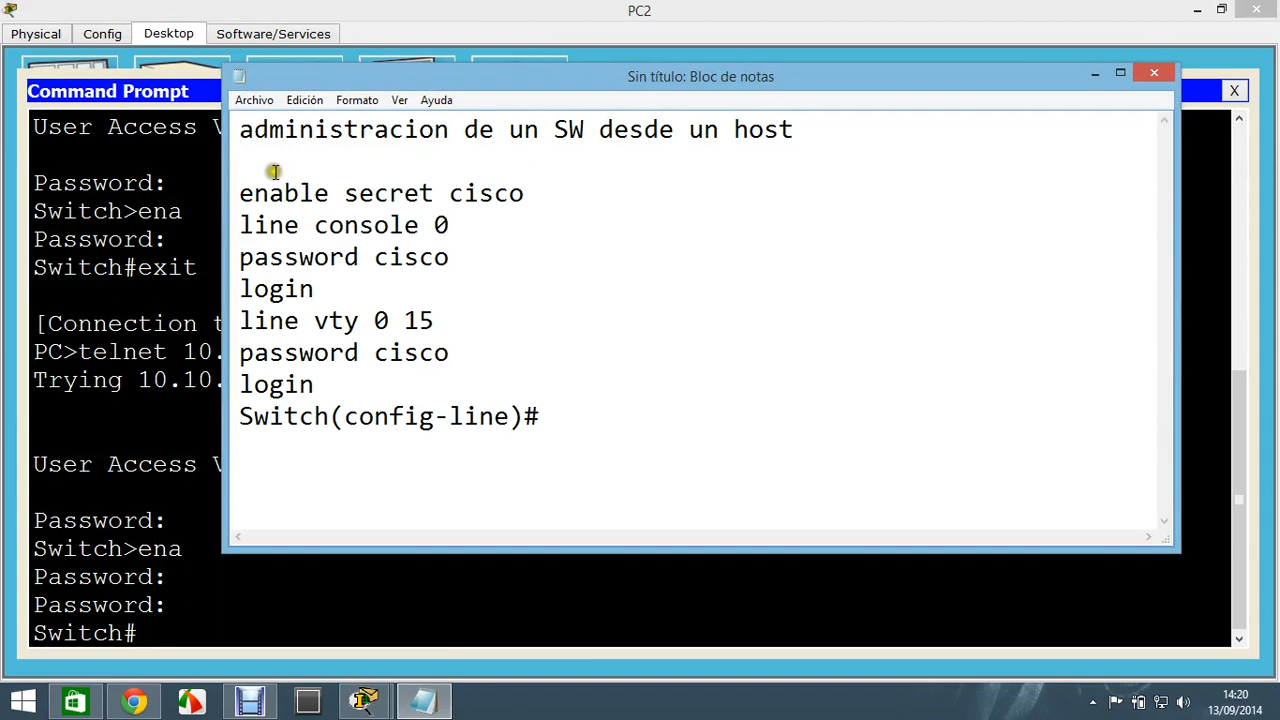 PC2
Physical Config Desktop Software/Services
Command Prompt
X
Sin título: Bloc de notas
Archivo Edición Formato Ver Ayuda
administracion de un SW desde un host
enable secret cisco
line console 0
password cisco
login
line vty 0 15
password cisco
login
Switch(config-line)#
User Access V
Password:
Switch>ena
Password:
Switch#exit
[Connection t
PC>telnet 10.
Trying 10.10.
User Access V
Password:
Switch>ena
Password:
Password:
Switch#
14:20
13/09/2014